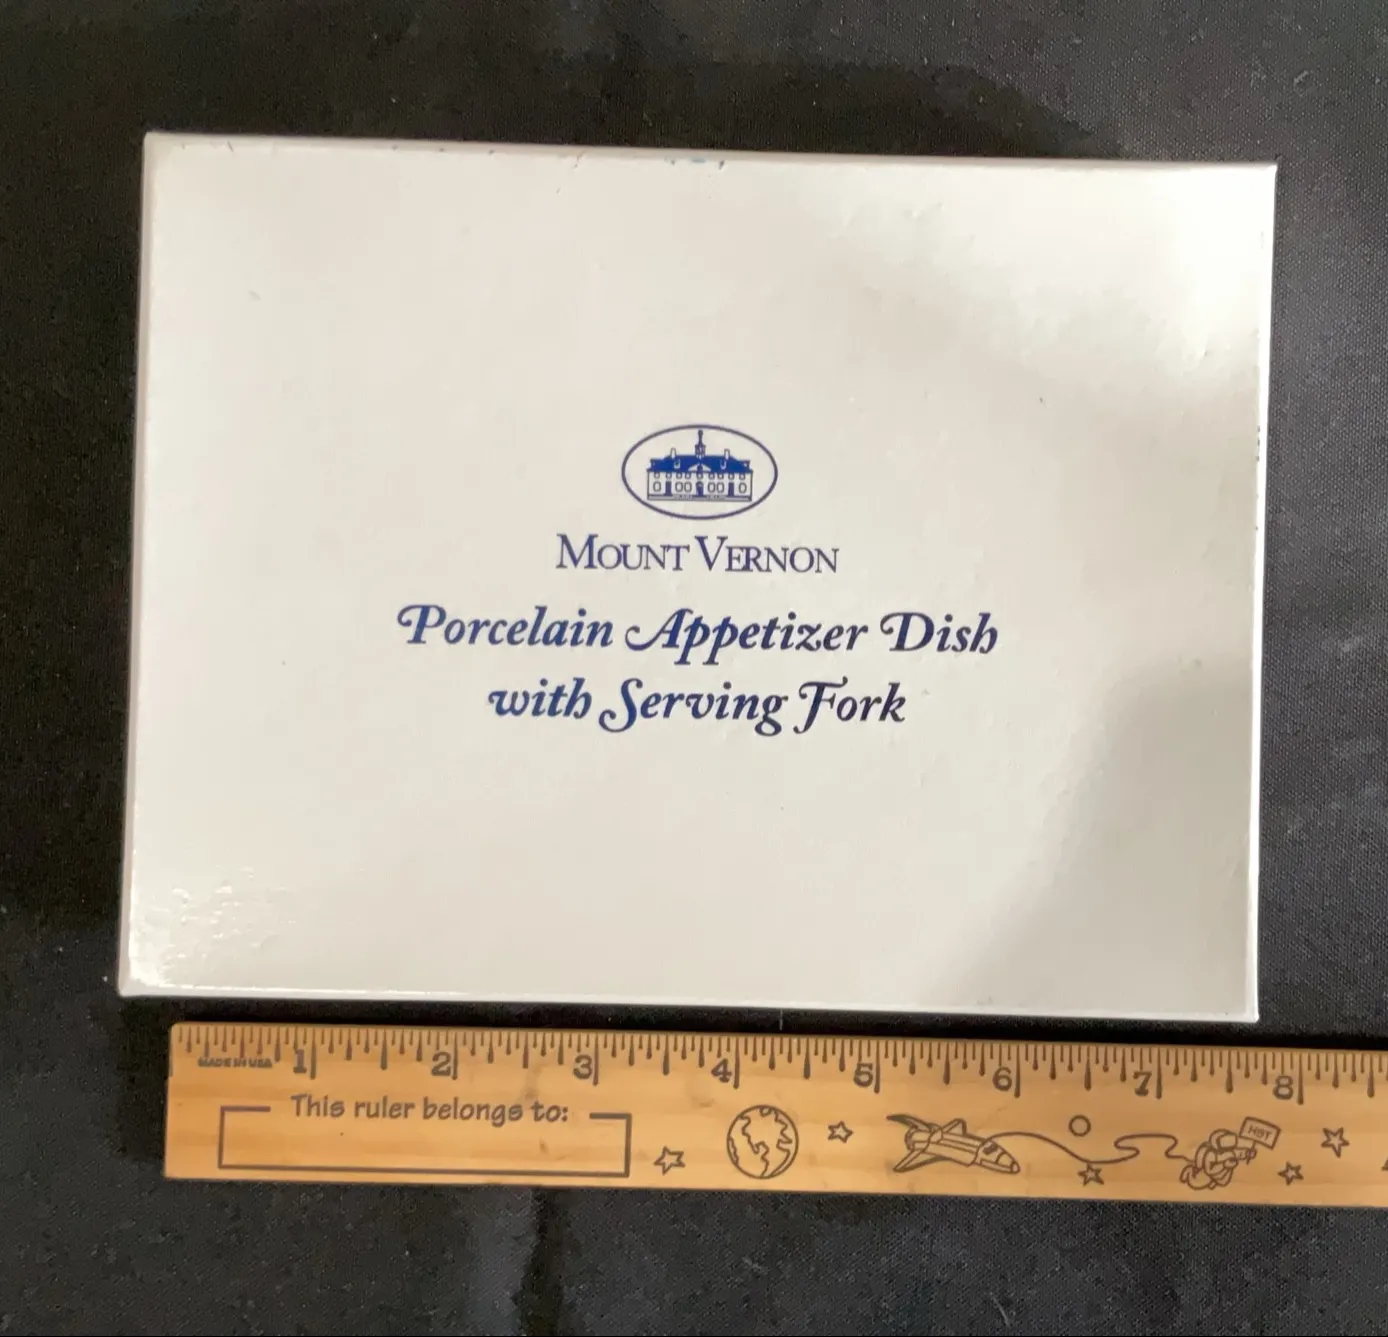 MOUNT VERNON
Porcelain Appetizer Dish
with Serving Fork
1 2 3 4 5 6 7 8
MADE IN USA
This ruler belongs to:
HST